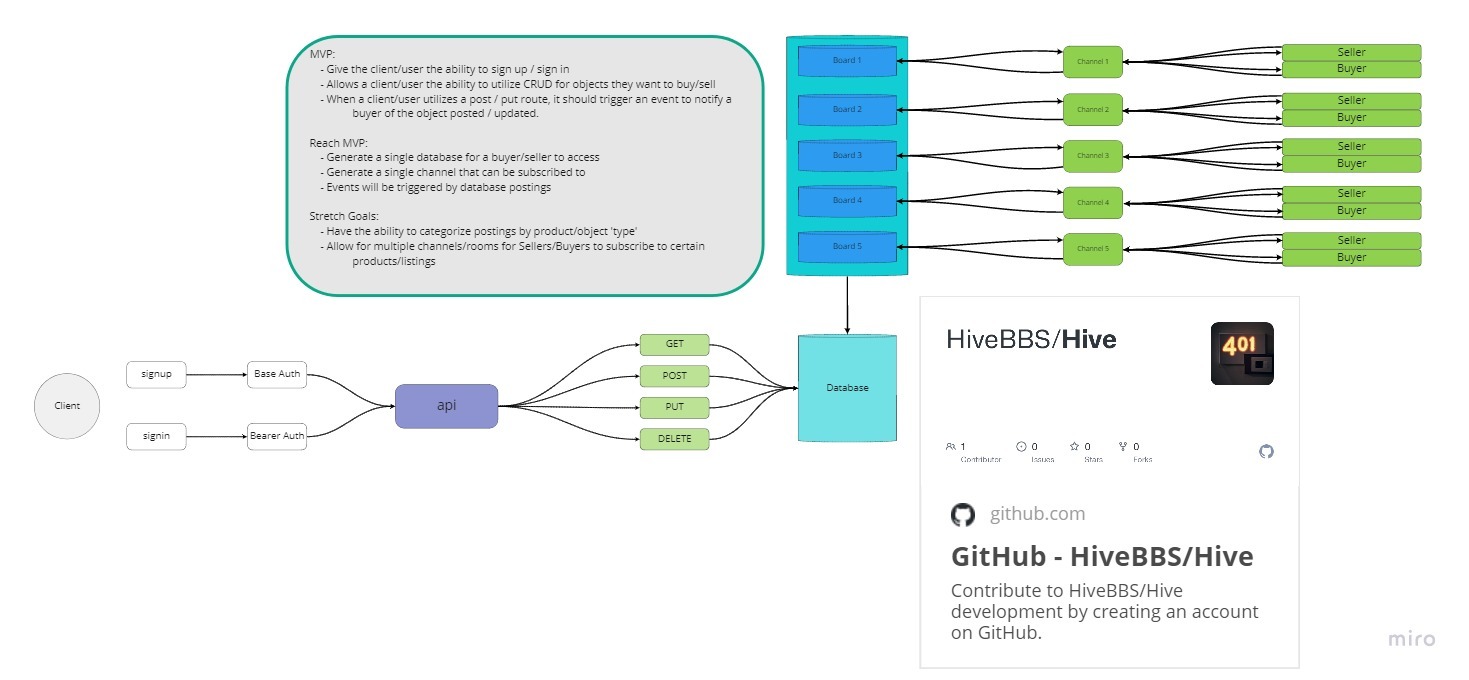 MVP:
- Give the client/user the ability to sign up / sign in
- Allows a client/user the ability to utilize CRUD for objects they want to buy/sell
- When a client/user utilizes a post / put route, it should trigger an event to notify a
buyer of the object posted / updated.
Reach MVP:
- Generate a single database for a buyer/seller to access
- Generate a single channel that can be subscribed to
- Events will be triggered by database postings
Stretch Goals:
- Have the ability to categorize postings by product/object 'type'
- Allow for multiple channels/rooms for Sellers/Buyers to subscribe to certain
products/listings
Board 1
Channel 1
Seller
Buyer
Board 2
Channel 2
Seller
Buyer
Board 3
Channel 3
Seller
Buyer
Board 4
Channel 4
Seller
Buyer
Board 5
Channel 5
Seller
Buyer
Client
signup
Base Auth
signin
Bearer Auth
api
GET
POST
PUT
DELETE
Database
HiveBBS/Hive
401
1
Contributor
0
Issues
0
Stars
0
Forks
github.com
GitHub - HiveBBS/Hive
Contribute to HiveBBS/Hive
development by creating an account
on GitHub.
miro